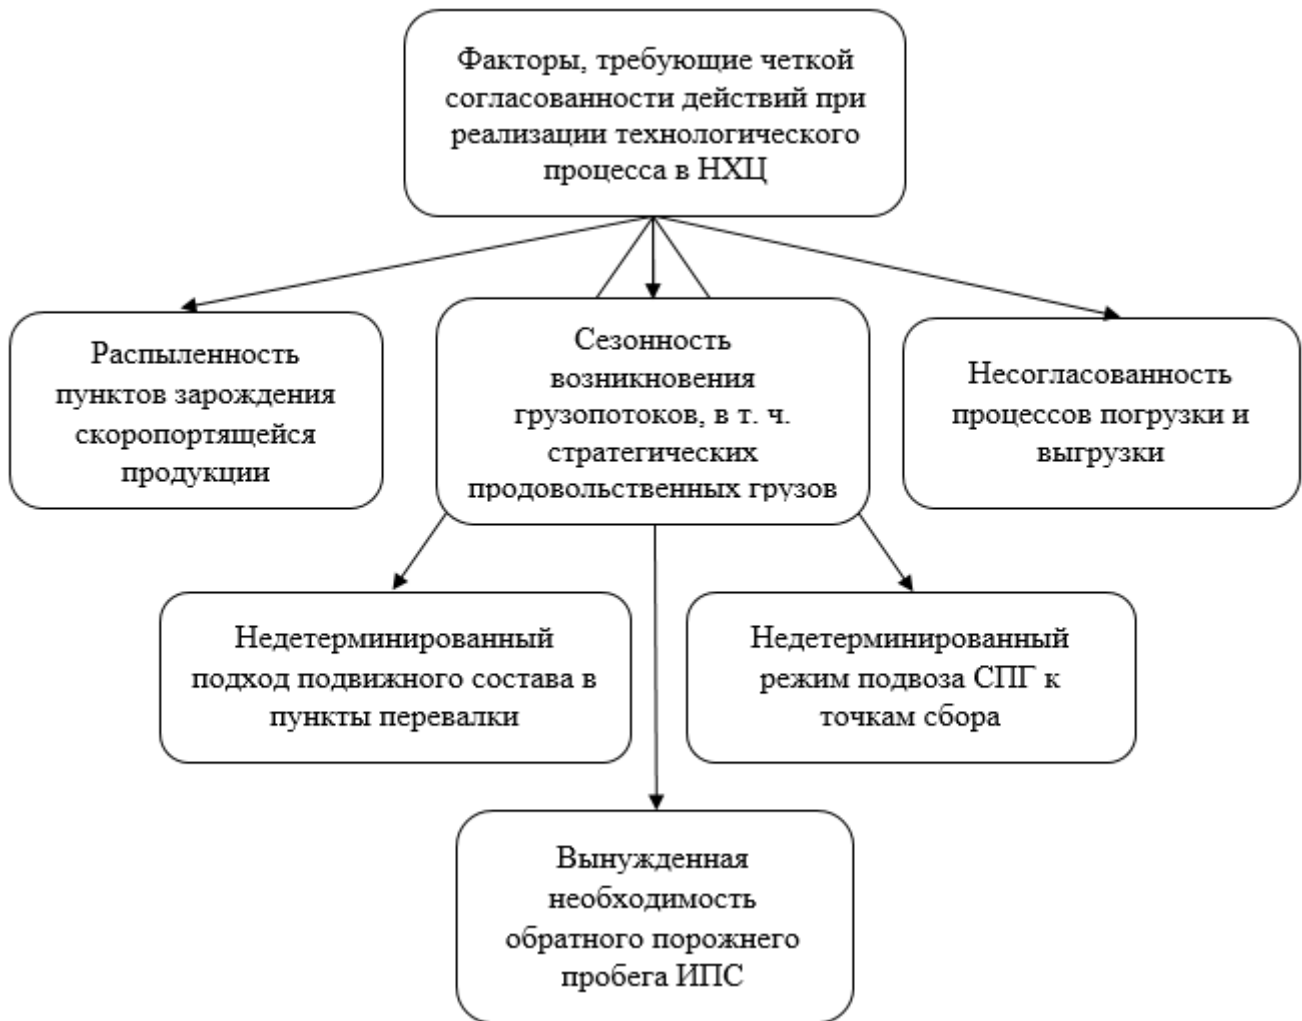 Факторы, требующие четкой
согласованности действий при
реализации технологического
процесса в НХЦ
Распыленность
пунктов зарождения
скоропортящейся
продукции
Сезонность
возникновения
грузопотоков, в т. ч.
стратегических
продовольственных грузов
Несогласованность
процессов погрузки и
выгрузки
Недетерминированный
подход подвижного состава в
пункты перевалки
Недетерминированный
режим подвоза СПГ к
точкам сбора
Вынужденная
необходимость
обратного порожнего
пробега ИПС